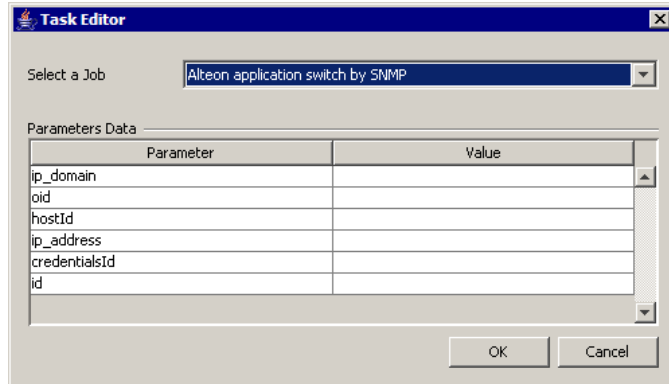 Task Editor
Select a Job Alteon application switch by SNMP
Parameters Data
Parameter Value
ip_domain
oid
hostId
ip_address
credentialsId
id
OK Cancel